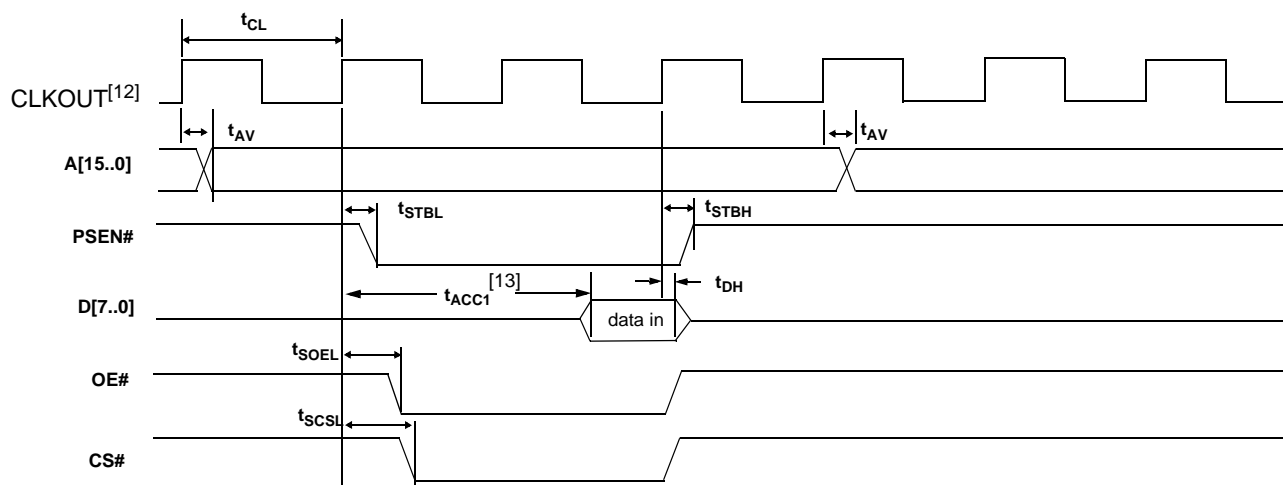 tCL
CLKOUT[12]
tAV
tAV
A[15..0]
tSTBL
tSTBH
PSEN#
[13]
tACC1
tDH
D[7..0]
data in
tSOEL
OE#
tSCSL
CS#